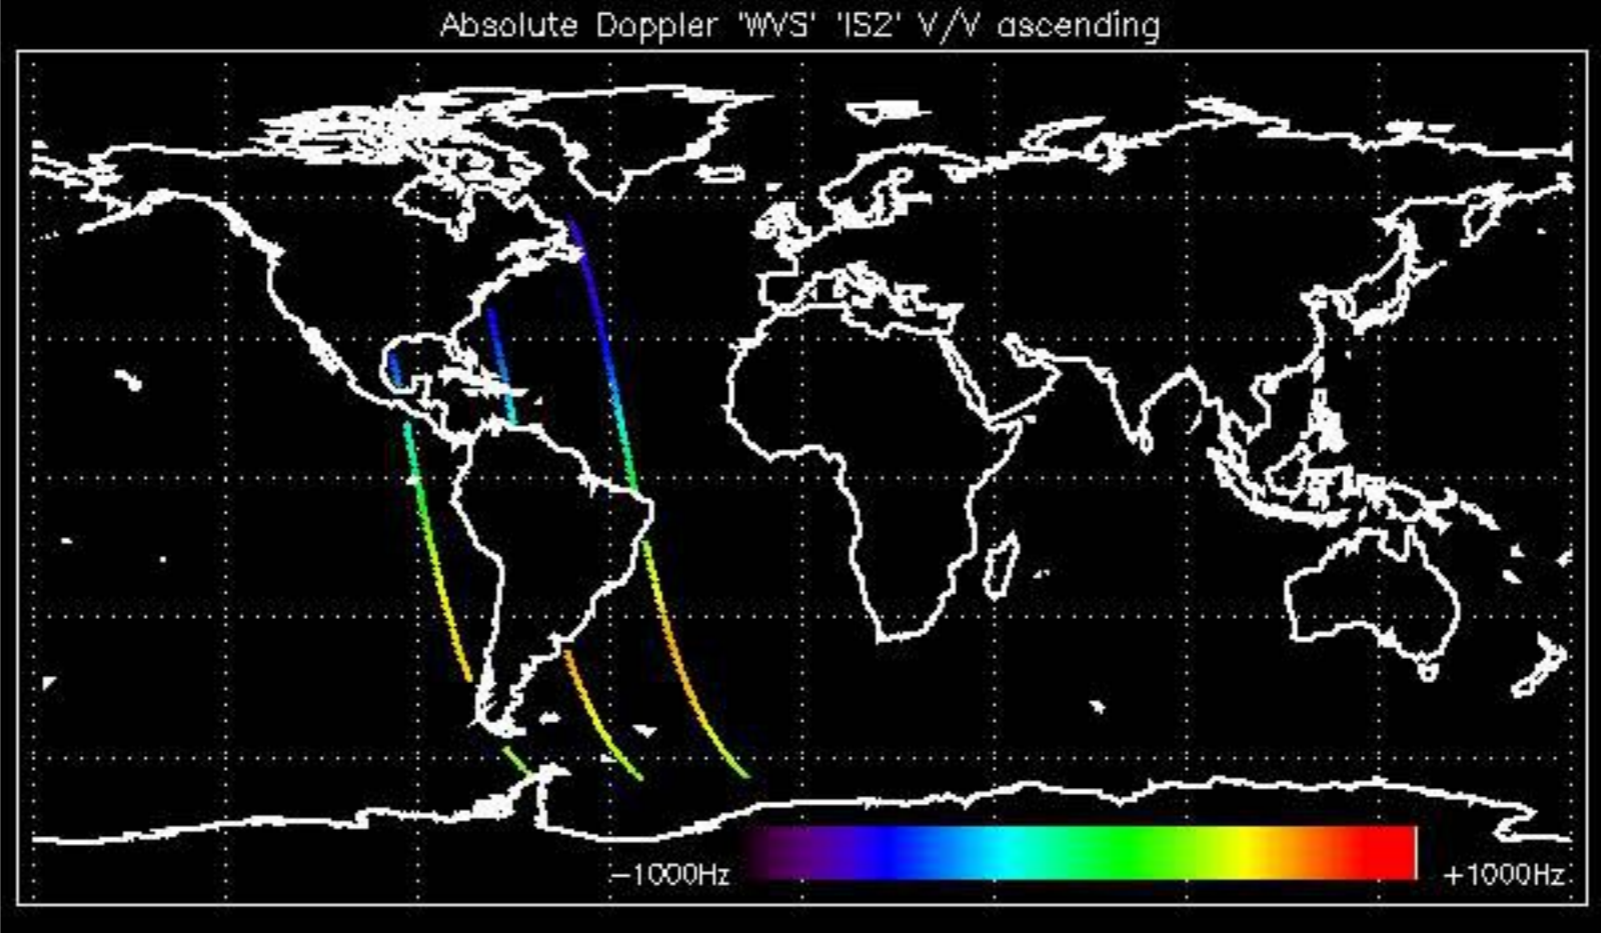 Absolute Doppler 'WVS' 'IS2' V/V ascending
-1000Hz +1000Hz